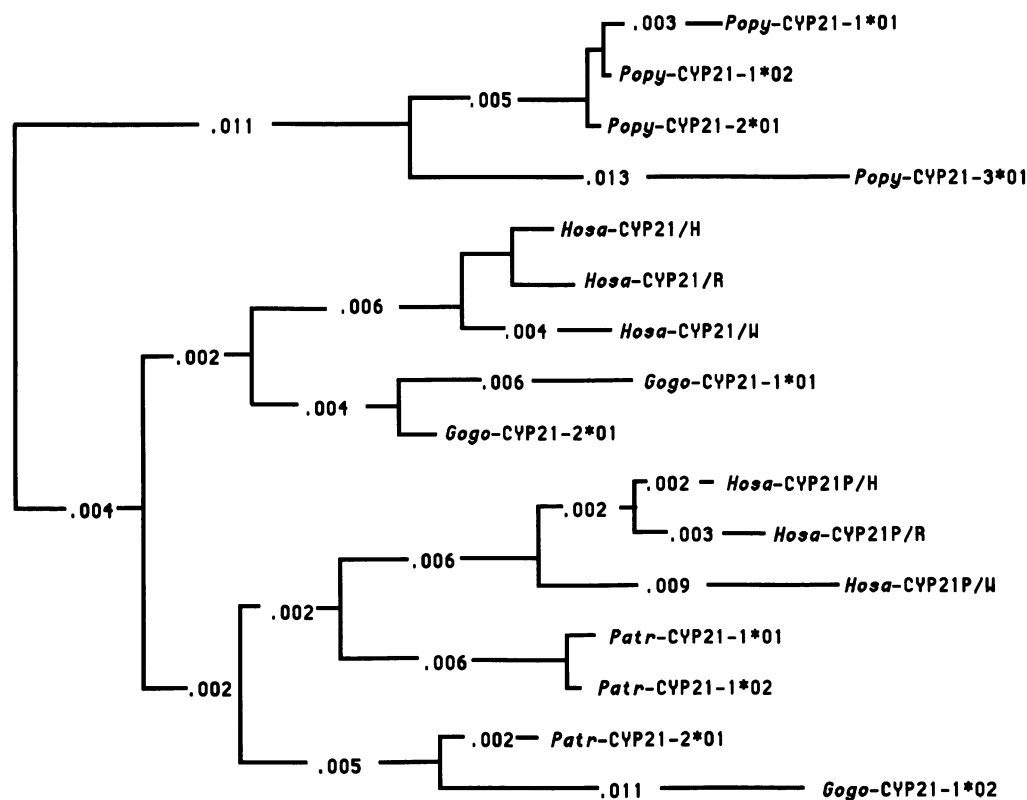 .003 Popy-CYP21-1*01
Popy-CYP21-1*02
.005
Popy-CYP21-2*01
.011
.013 Popy-CYP21-3*01
Hosa-CYP21/H
Hosa-CYP21/R
.006
.004 Hosa-CYP21/W
.002
.006 Gogo-CYP21-1*01
.004
Gogo-CYP21-2*01
.002 Hosa-CYP21P/H
.004
.002
.003 Hosa-CYP21P/R
.006
.009 Hosa-CYP21P/W
.002
Patr-CYP21-1*01
.006
Patr-CYP21-1*02
.002
.002 Patr-CYP21-2*01
.005
.011 Gogo-CYP21-1*02